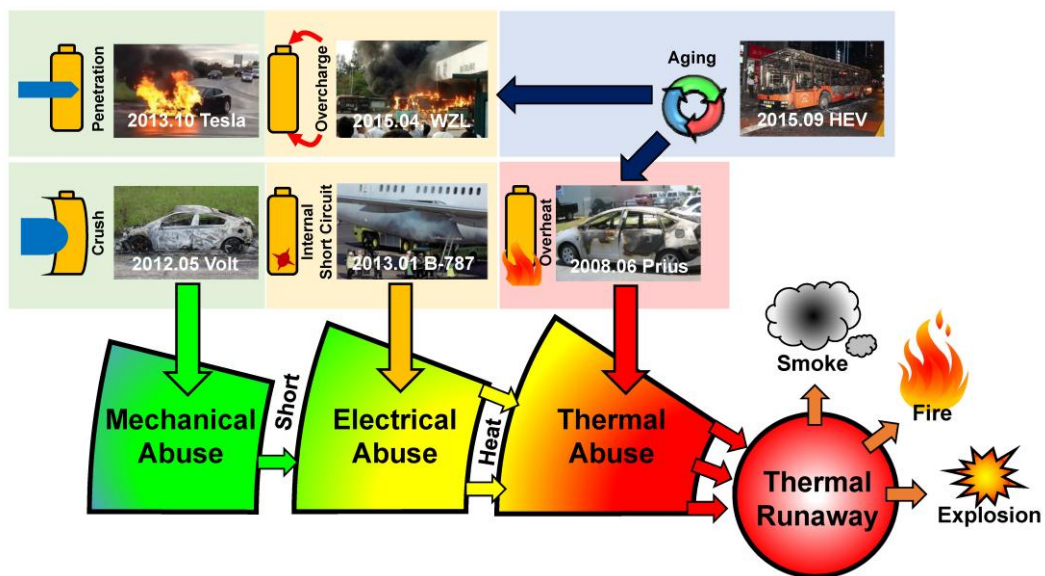 Penetration
2013.10 Tesla
Overcharge
2015.04 WZL
Aging
2015.09 HEV
Crush
2012.05 Volt
Internal
Short Circuit
2013.01 B-787
Overheat
2008.06 Prius
Mechanical
Abuse
Short
Electrical
Abuse
Heat
Thermal
Abuse
Thermal
Runaway
Smoke
Fire
Explosion